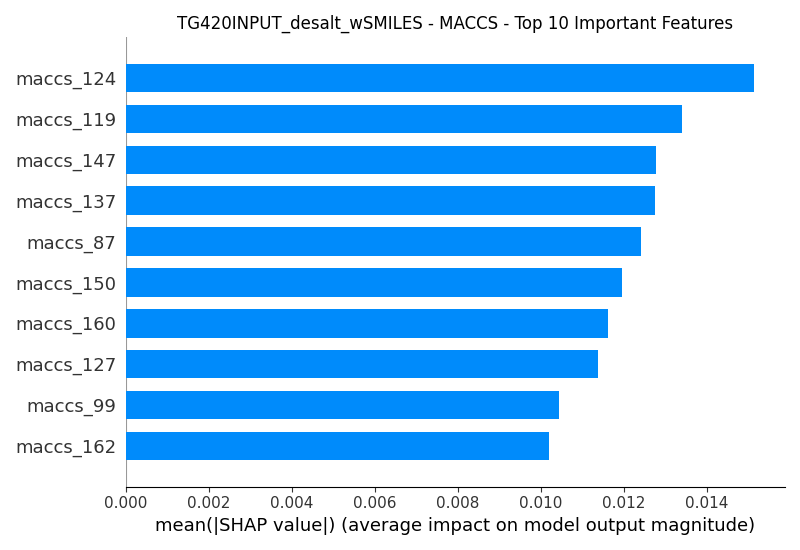 TG420INPUT_desalt_wSMILES - MACCS - Top 10 Important Features
maccs_124
maccs_119
maccs_147
maccs_137
maccs_87
maccs_150
maccs_160
maccs_127
maccs_99
maccs_162
0.000 0.002 0.004 0.006 0.008 0.010 0.012 0.014
mean(|SHAP value|) (average impact on model output magnitude)